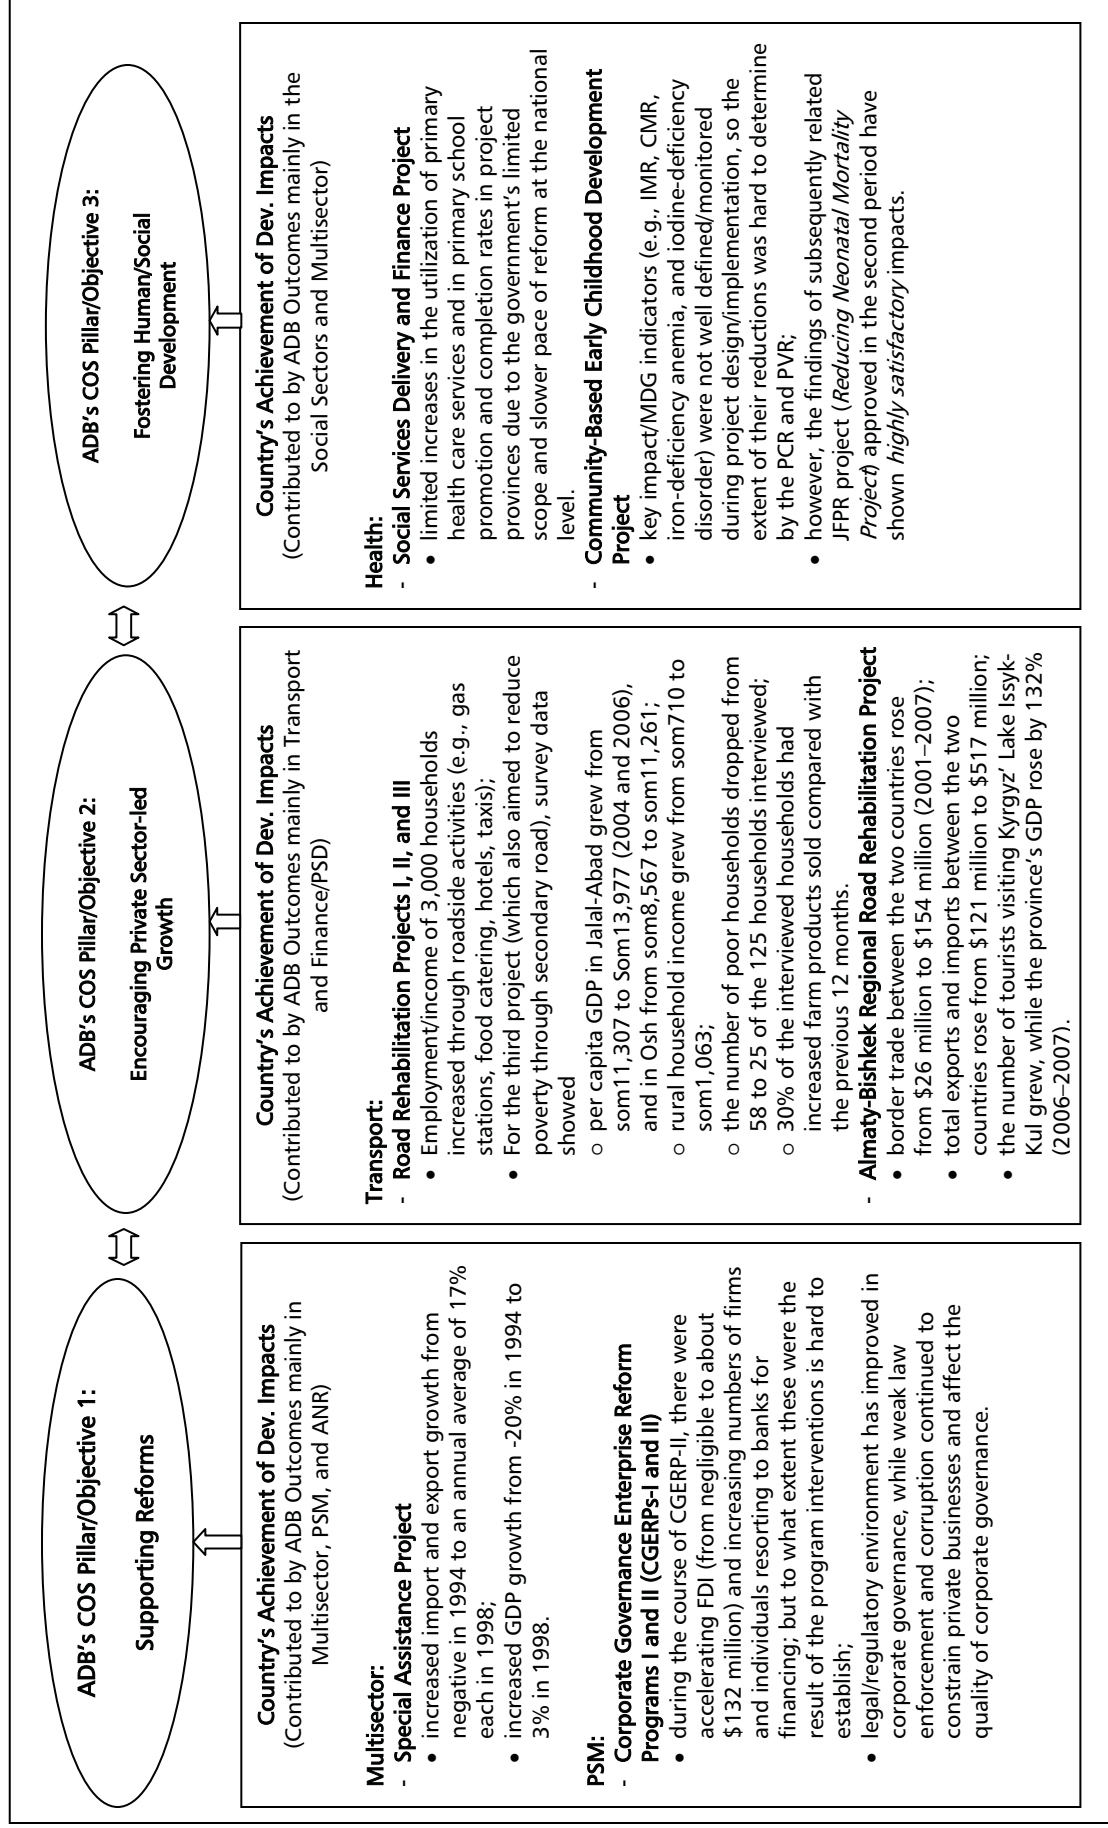 ADB's COS Pillar/Objective 1:
Supporting Reforms
Country's Achievement of Dev. Impacts
(Contributed to by ADB Outcomes mainly in
Multisector, PSM, and ANR)
Multisector:
- Special Assistance Project
• increased import and export growth from
negative in 1994 to an annual average of 17%
each in 1998;
• increased GDP growth from -20% in 1994 to
3% in 1998.
PSM:
- Corporate Governance Enterprise Reform
Programs I and II (CGERPs-I and II)
• during the course of CGERP-II, there were
accelerating FDI (from negligible to about
$132 million) and increasing numbers of firms
and individuals resorting to banks for
financing; but to what extent these were the
result of the program interventions is hard to
establish;
• legal/regulatory environment has improved in
corporate governance, while weak law
enforcement and corruption continued to
constrain private businesses and affect the
quality of corporate governance.
ADB's COS Pillar/Objective 2:
Encouraging Private Sector-led
Growth
Country's Achievement of Dev. Impacts
(Contributed to by ADB Outcomes mainly in Transport
and Finance/PSD)
Transport:
- Road Rehabilitation Projects I, II, and III
• Employment/income of 3,000 households
increased through roadside activities (e.g., gas
stations, food catering, hotels, taxis);
• For the third project (which also aimed to reduce
poverty through secondary road), survey data
showed
○ per capita GDP in Jalal-Abad grew from
som11,307 to Som13,977 (2004 and 2006),
and in Osh from som8,567 to som11,261;
○ rural household income grew from som710 to
som1,063;
○ the number of poor households dropped from
58 to 25 of the 125 households interviewed;
○ 30% of the interviewed households had
increased farm products sold compared with
the previous 12 months.
- Almaty-Bishkek Regional Road Rehabilitation Project
• border trade between the two countries rose
from $26 million to $154 million (2001–2007);
• total exports and imports between the two
countries rose from $121 million to $517 million;
• the number of tourists visiting Kyrgyz' Lake Issyk-
Kul grew, while the province's GDP rose by 132%
(2006–2007).
ADB's COS Pillar/Objective 3:
Fostering Human/Social
Development
Country's Achievement of Dev. Impacts
(Contributed to by ADB Outcomes mainly in the
Social Sectors and Multisector)
Health:
- Social Services Delivery and Finance Project
• limited increases in the utilization of primary
health care services and in primary school
promotion and completion rates in project
provinces due to the government's limited
scope and slower pace of reform at the national
level.
- Community-Based Early Childhood Development
Project
• key impact/MDG indicators (e.g., IMR, CMR,
iron-deficiency anemia, and iodine-deficiency
disorder) were not well defined/monitored
during project design/implementation, so the
extent of their reductions was hard to determine
by the PCR and PVR;
• however, the findings of subsequently related
JFPR project (Reducing Neonatal Mortality
Project) approved in the second period have
shown highly satisfactory impacts.